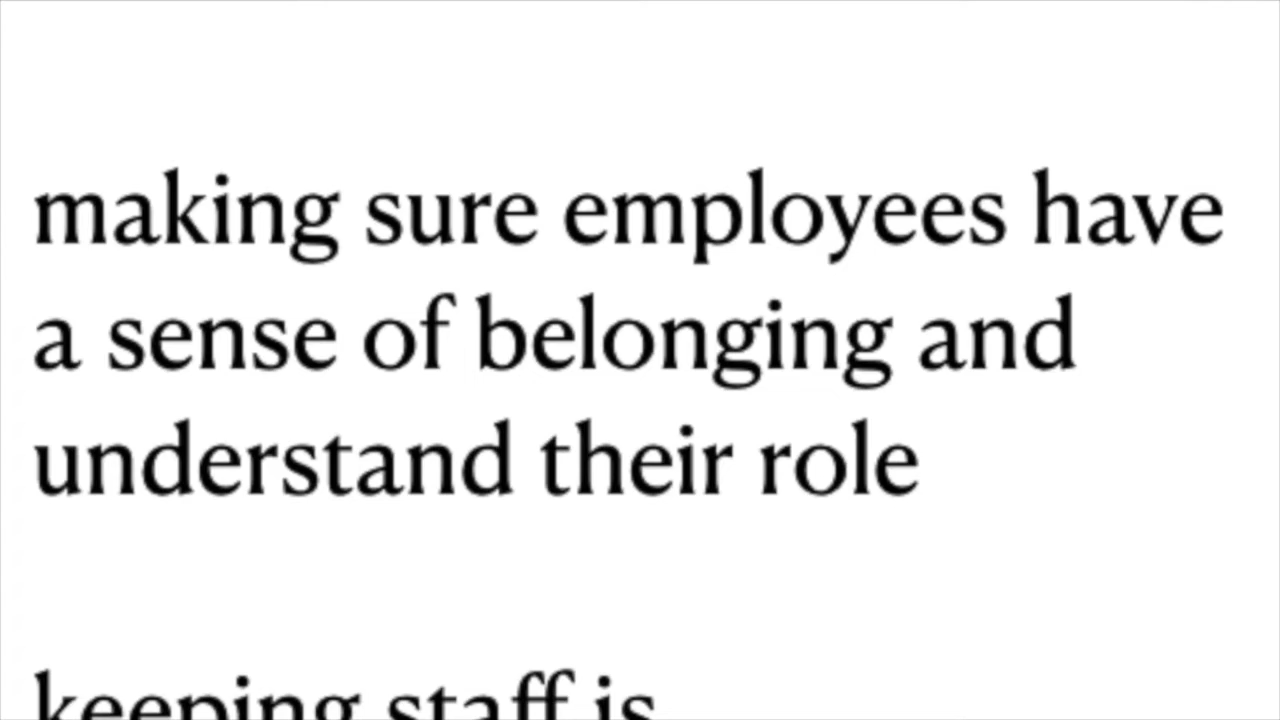 making sure employees have
a sense of belonging and
understand their role
keeping staff is